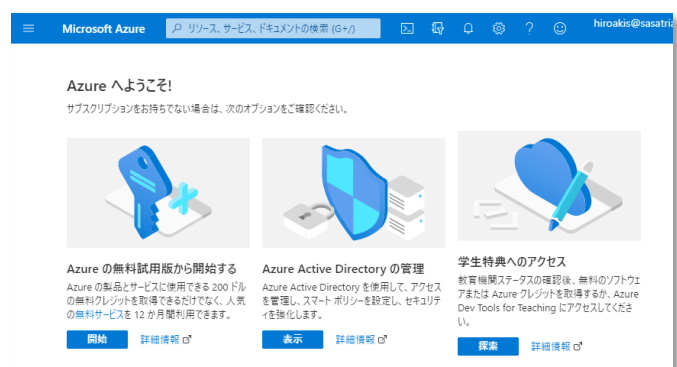 Microsoft Azure
リソース、サービス、ドキュメントの検索 (G+/)
hiroakis@sasatria
Azure へようこそ!
サブスクリプションをお持ちでない場合は、次のオプションをご確認ください。
Azure の無料試用版から開始する
Azure の製品とサービスに使用できる 200 ドル
の無料クレジットを取得できるだけでなく、人気
の無料サービスを 12 か月間利用できます。
開始 詳細情報
Azure Active Directory の管理
Azure Active Directory を使用して、アクセス
を管理し、スマート ポリシーを設定し、セキュリテ
ィを強化します。
表示 詳細情報
学生特典へのアクセス
教育機関ステータスの確認後、無料のソフトウェ
アまたは Azure クレジットを取得するか、Azure
Dev Tools for Teaching にアクセスしてくださ
い。
探索 詳細情報